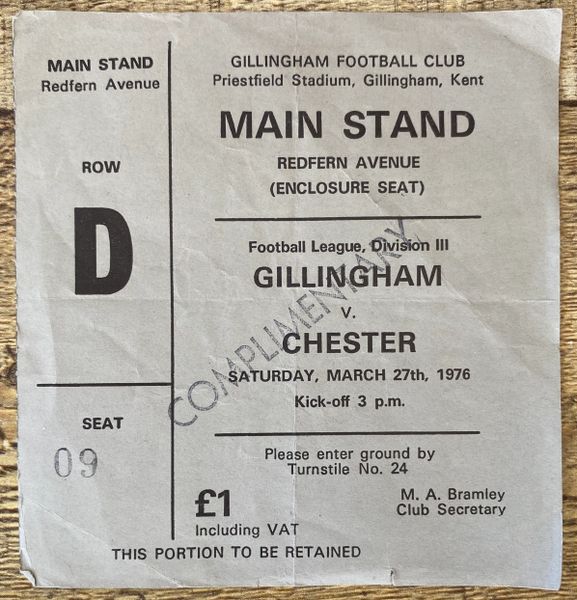 MAIN STAND
Redfern Avenue
ROW
D
SEAT
09
GILLINGHAM FOOTBALL CLUB
Priestfield Stadium, Gillingham, Kent
MAIN STAND
REDFERN AVENUE
(ENCLOSURE SEAT)
Football League, Division III
GILLINGHAM
v.
CHESTER
SATURDAY, MARCH 27th, 1976
Kick-off 3 p.m.
COMPLIMENTARY
Please enter ground by
Turnstile No. 24
£1
Including VAT
M. A. Bramley
Club Secretary
THIS PORTION TO BE RETAINED